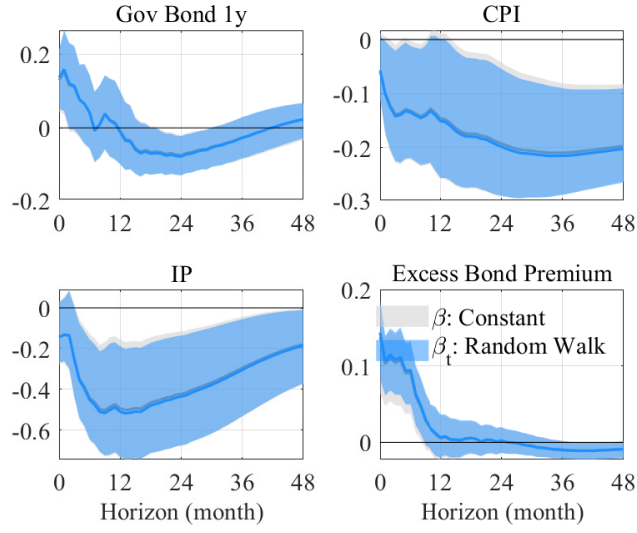 Gov Bond 1y
0.2
0
-0.2
0 12 24 36 48
CPI
0
-0.1
-0.2
-0.3
0 12 24 36 48
IP
0
-0.2
-0.4
-0.6
0 12 24 36 48
Horizon (month)
Excess Bond Premium
0.2
0.1
0
β: Constant
βt: Random Walk
0 12 24 36 48
Horizon (month)